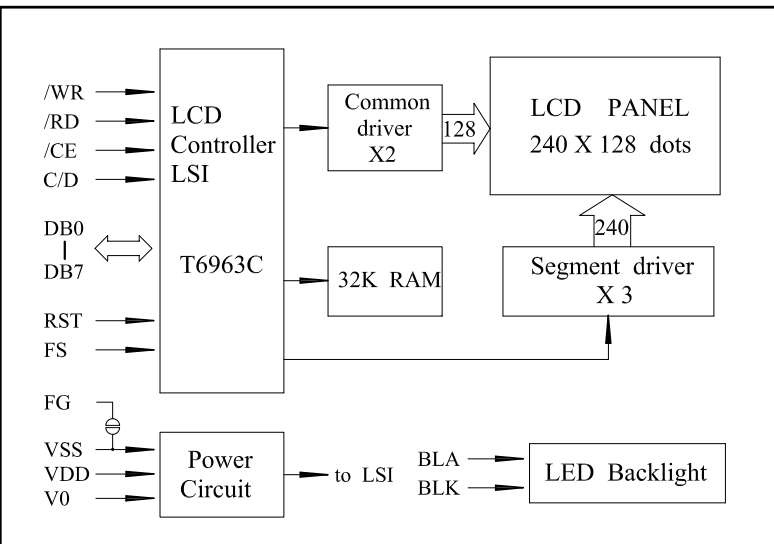 /WR
/RD
/CE
C/D
DB0
DB7
RST
FS
FG
VSS
VDD
V0
LCD
Controller
LSI
T6963C
Common
driver
X2
128
LCD PANEL
240 X 128 dots
240
Segment driver
X 3
32K RAM
Power
Circuit
to LSI
BLA
BLK
LED Backlight